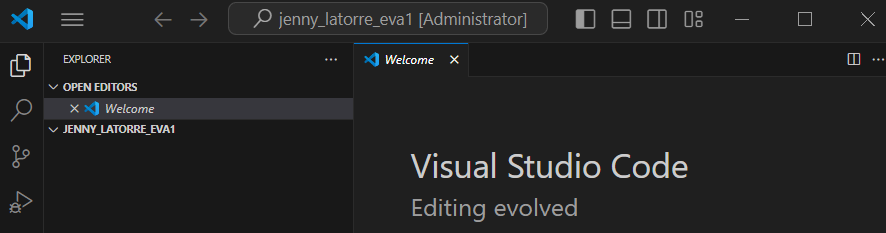 jenny_latorre_eva1 [Administrator]
EXPLORER
OPEN EDITORS
Welcome
JENNY_LATORRE_EVA1
Welcome
Visual Studio Code
Editing evolved